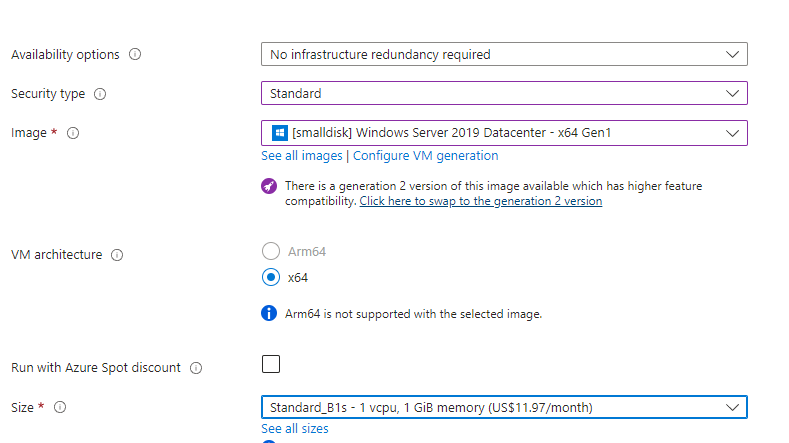 Availability options
No infrastructure redundancy required
Security type
Standard
Image *
[smalldisk] Windows Server 2019 Datacenter - x64 Gen1
See all images | Configure VM generation
There is a generation 2 version of this image available which has higher feature
compatibility. Click here to swap to the generation 2 version
VM architecture
Arm64
x64
Arm64 is not supported with the selected image.
Run with Azure Spot discount
Size *
Standard_B1s - 1 vcpu, 1 GiB memory (US$11.97/month)
See all sizes